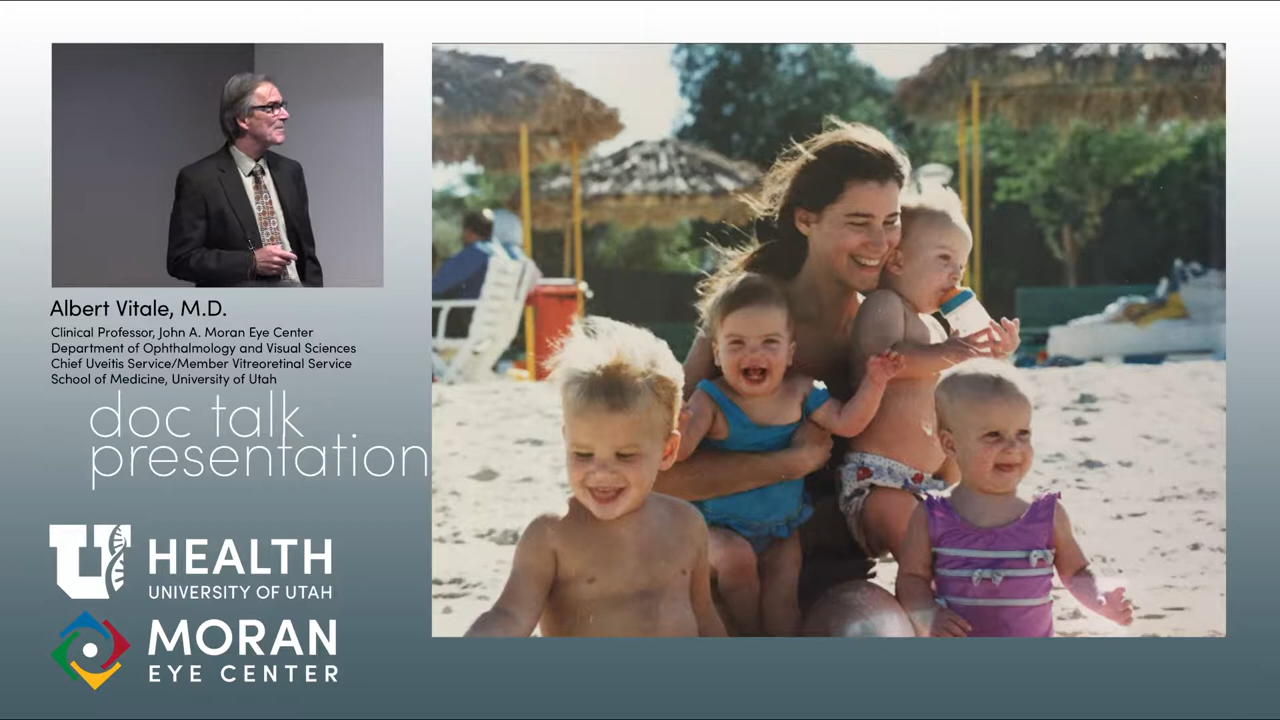 Albert Vitale, M.D.
Clinical Professor, John A. Moran Eye Center
Department of Ophthalmology and Visual Sciences
Chief Uveitis Service/Member Vitreoretinal Service
School of Medicine, University of Utah
doc talk
presentation
U HEALTH
UNIVERSITY OF UTAH
MORAN
EYE CENTER